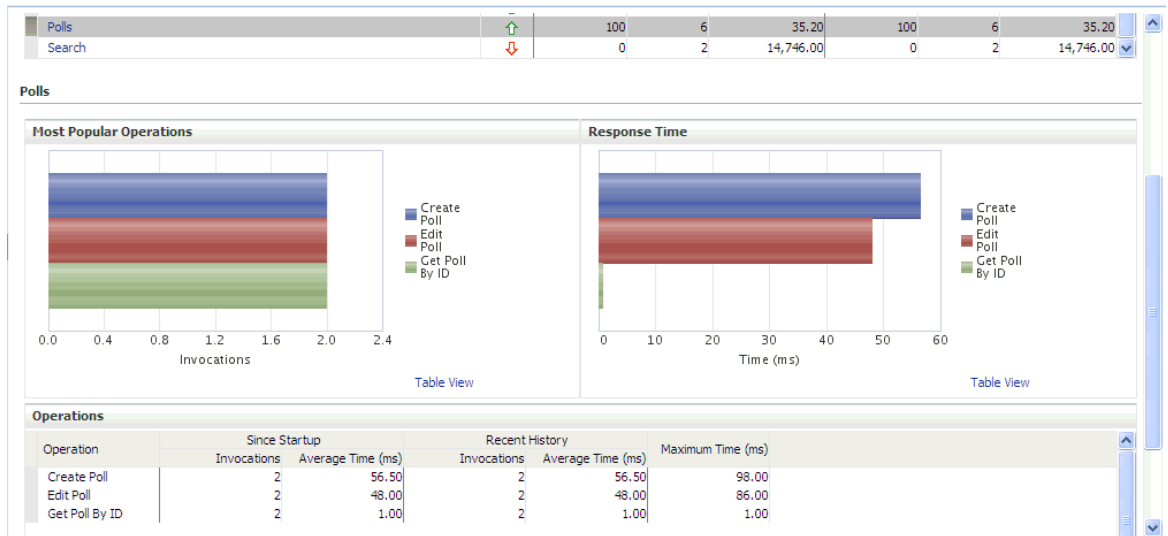 Polls 100 6 35.20 100 6 35.20
Search 0 2 14,746.00 0 2 14,746.00
Polls
Most Popular Operations
Create
Poll
Edit
Poll
Get Poll
By ID
0.0 0.4 0.8 1.2 1.6 2.0 2.4
Invocations
Table View
Response Time
Create
Poll
Edit
Poll
Get Poll
By ID
0 10 20 30 40 50 60
Time (ms)
Table View
Operations
Operation Since Startup Recent History Maximum Time (ms)
Invocations Average Time (ms) Invocations Average Time (ms)
Create Poll 2 56.50 2 56.50 98.00
Edit Poll 2 48.00 2 48.00 86.00
Get Poll By ID 2 1.00 2 1.00 1.00